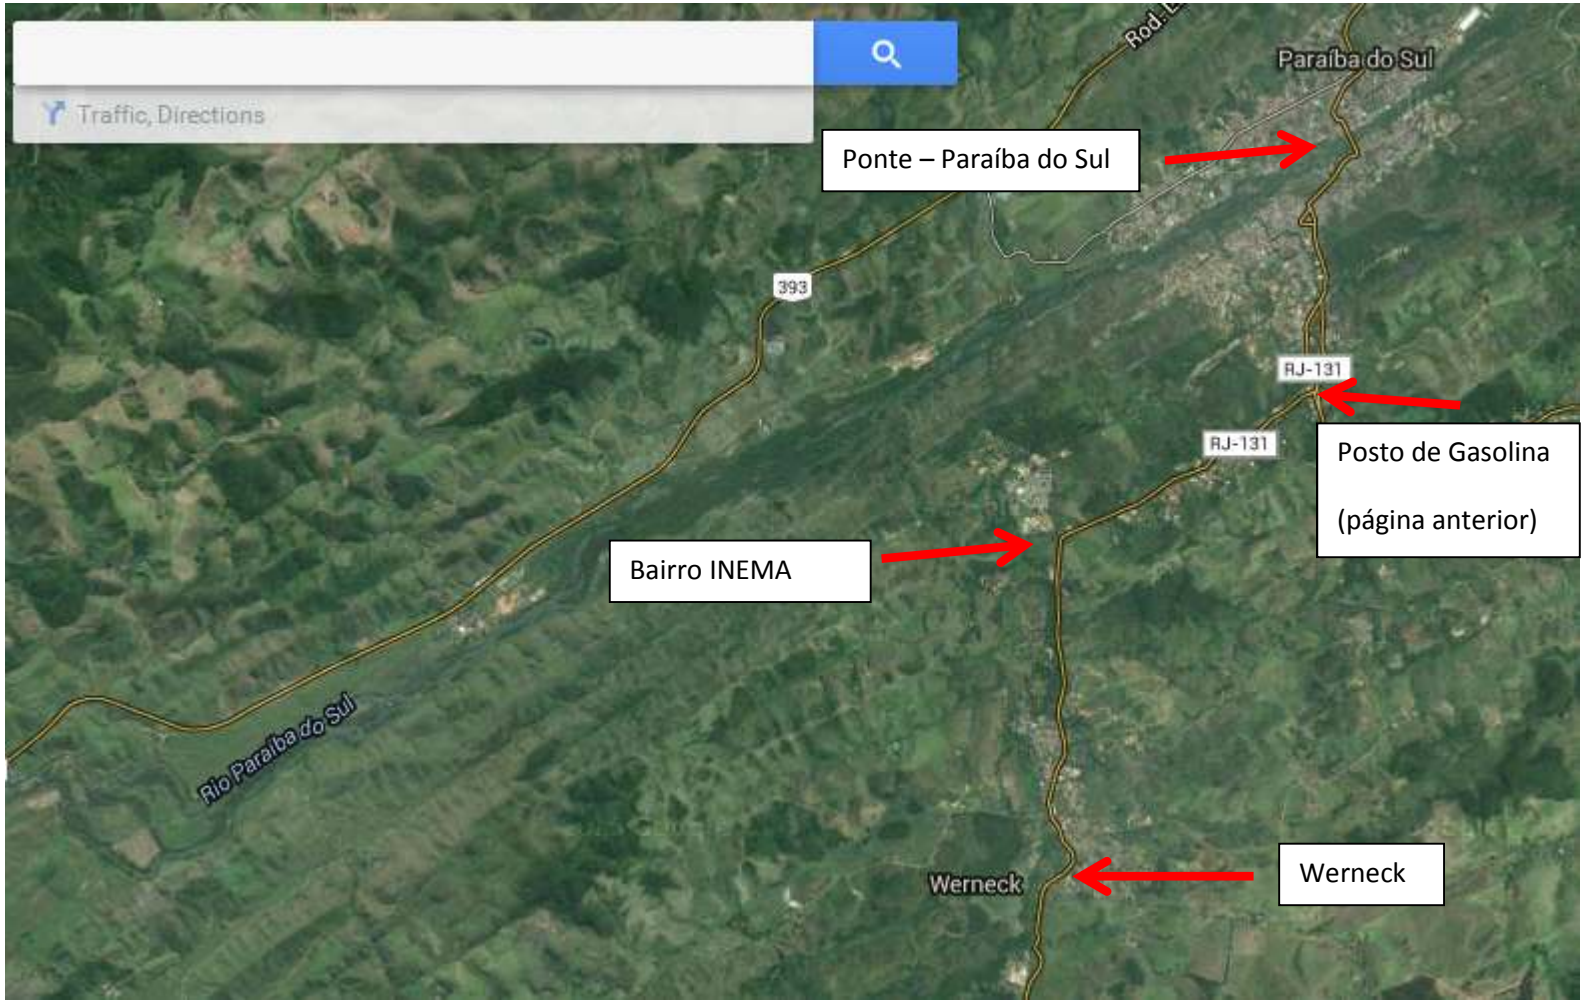 Rod. L
Paraíba do Sul
Traffic, Directions
Ponte – Paraíba do Sul
393
RJ-131
RJ-131
Posto de Gasolina
(página anterior)
Bairro INEMA
Rio Paraíba do Sul
Werneck
Werneck